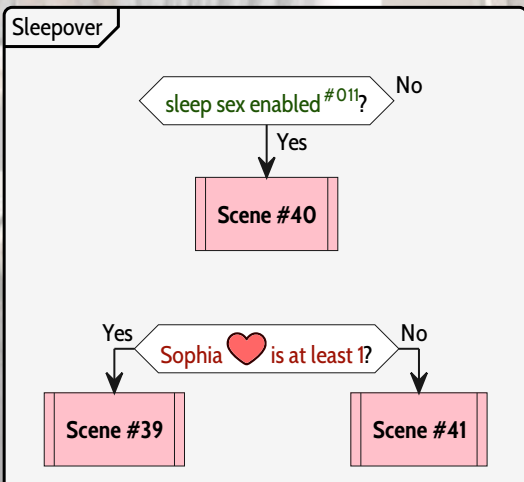 Sleepover
sleep sex enabled #011?
No
Yes
Scene #40
Yes
Sophia is at least 1?
No
Scene #39
Scene #41